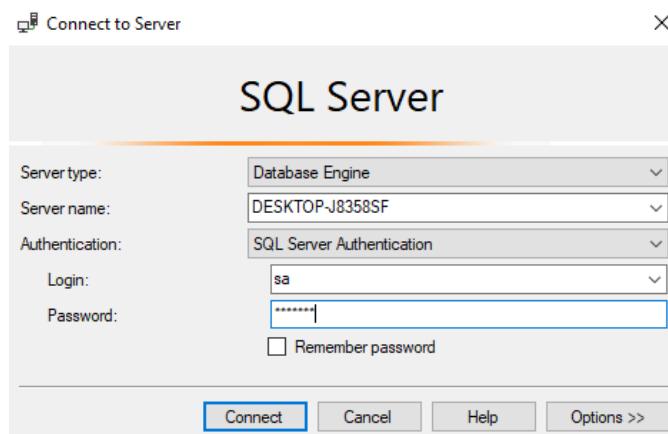 Connect to Server
SQL Server
Server type: Database Engine
Server name: DESKTOP-J8358SF
Authentication: SQL Server Authentication
Login: sa
Password: *******
Remember password
Connect Cancel Help Options >>